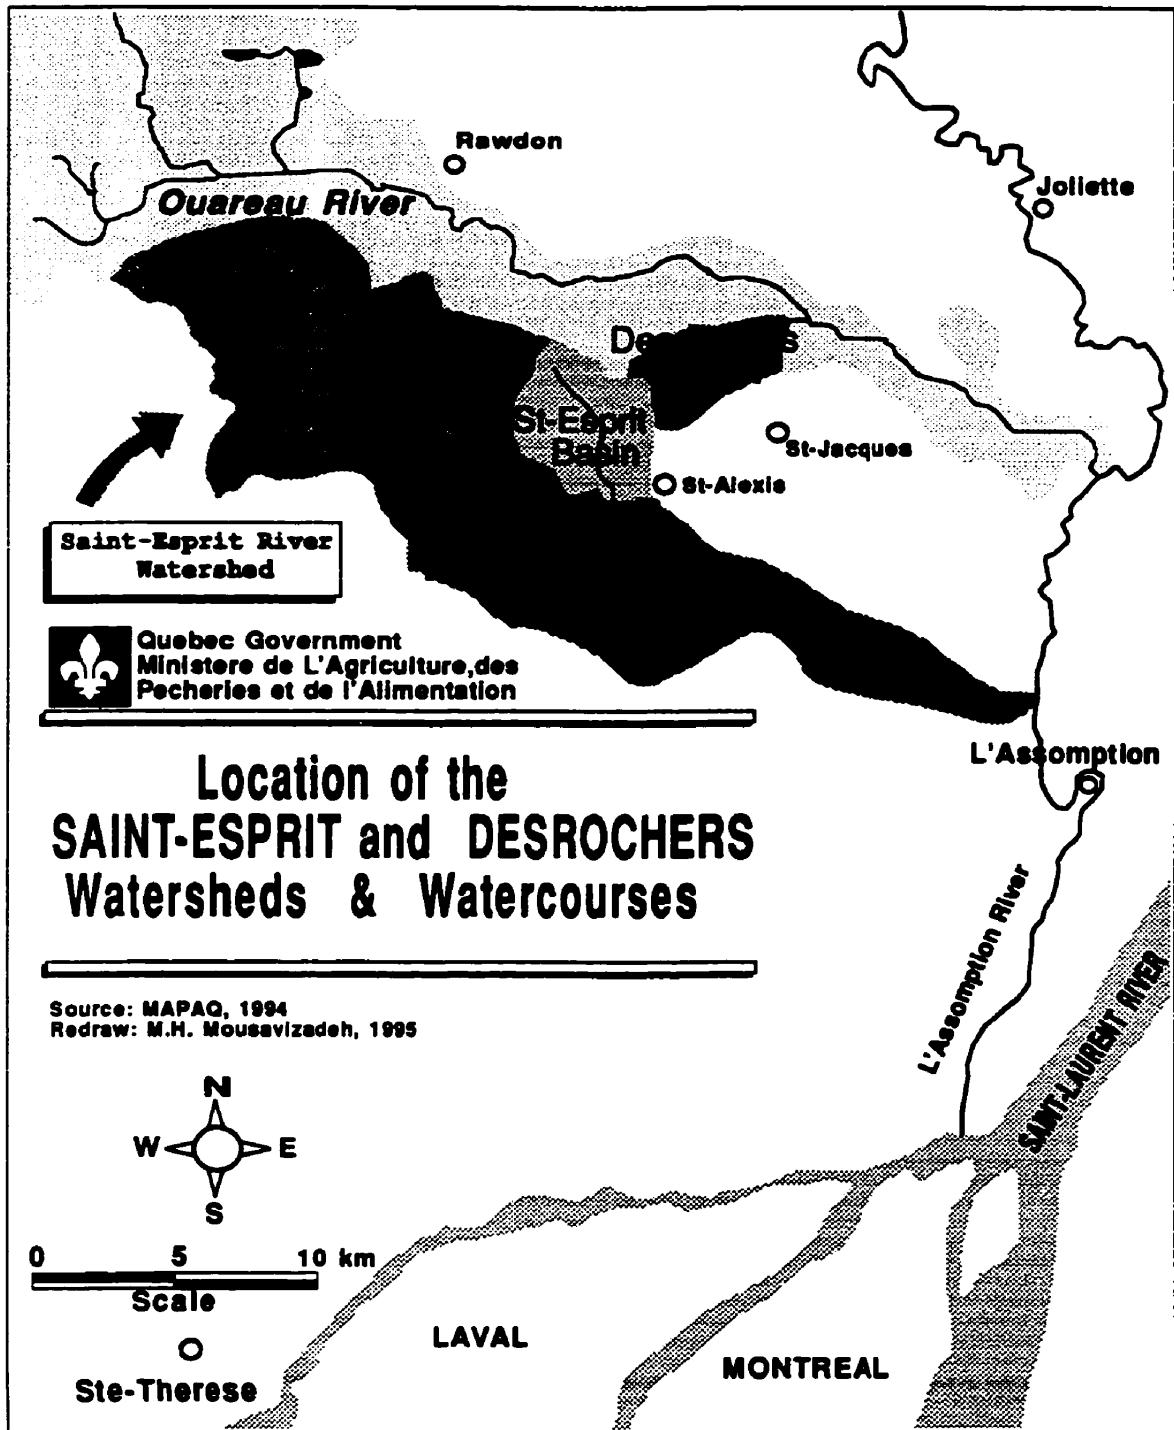 Rawdon
Joliette
Ouareau River
St-Esprit
Basin
St-Jacques
St-Alexis
Saint-Esprit River
Watershed
Quebec Government
Ministere de L'Agriculture,des
Pecheries et de l'Alimentation
L'Assomption
Location of the
SAINT-ESPRIT and DESROCHERS
Watersheds & Watercourses
L'Assomption River
SAINT-LAURENT RIVER
Source: MAPAQ, 1994
Redraw: M.H. Mousavizadeh, 1995
N
W E
S
0 5 10 km
Scale
LAVAL
MONTREAL
Ste-Therese